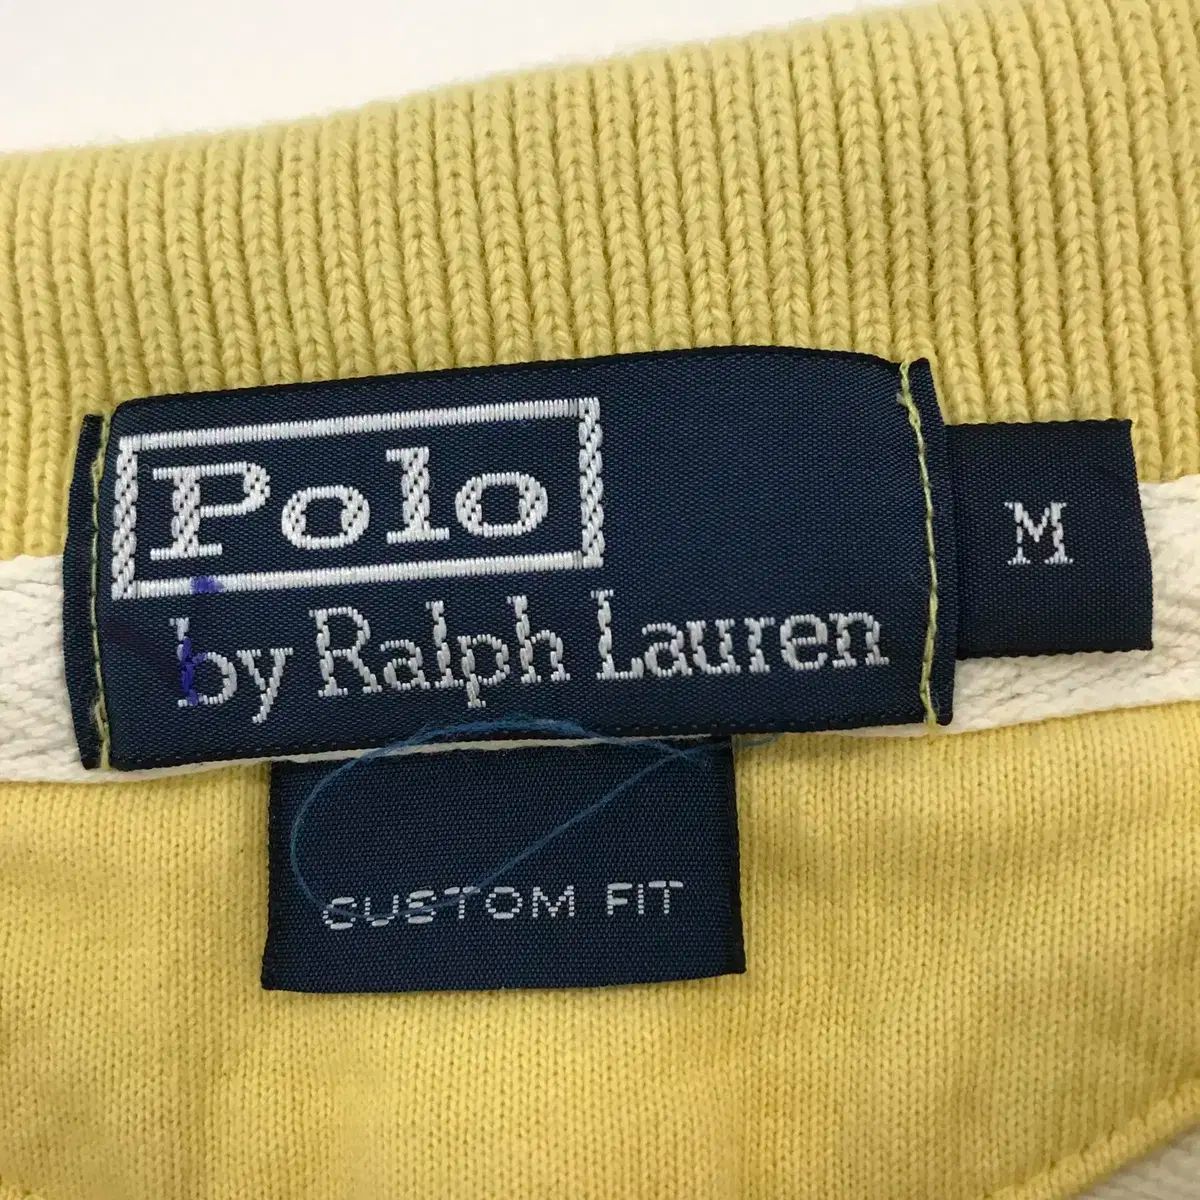 Polo
by Ralph Lauren
M
CUSTOM FIT